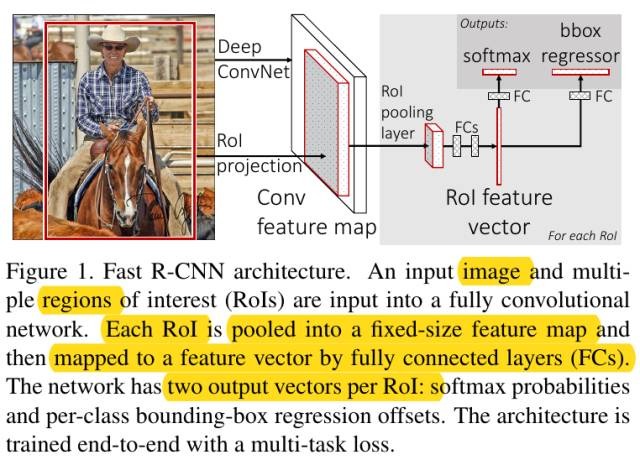 Outputs:
bbox
softmax
regressor
Deep
ConvNet
FC
FC
RoI
pooling
layer
FCs
RoI
projection
Conv
feature map
RoI feature
vector
For each RoI
Figure 1. Fast R-CNN architecture. An input image and multi-
ple regions of interest (RoIs) are input into a fully convolutional
network. Each RoI is pooled into a fixed-size feature map and
then mapped to a feature vector by fully connected layers (FCs).
The network has two output vectors per RoI: softmax probabilities
and per-class bounding-box regression offsets. The architecture is
trained end-to-end with a multi-task loss.